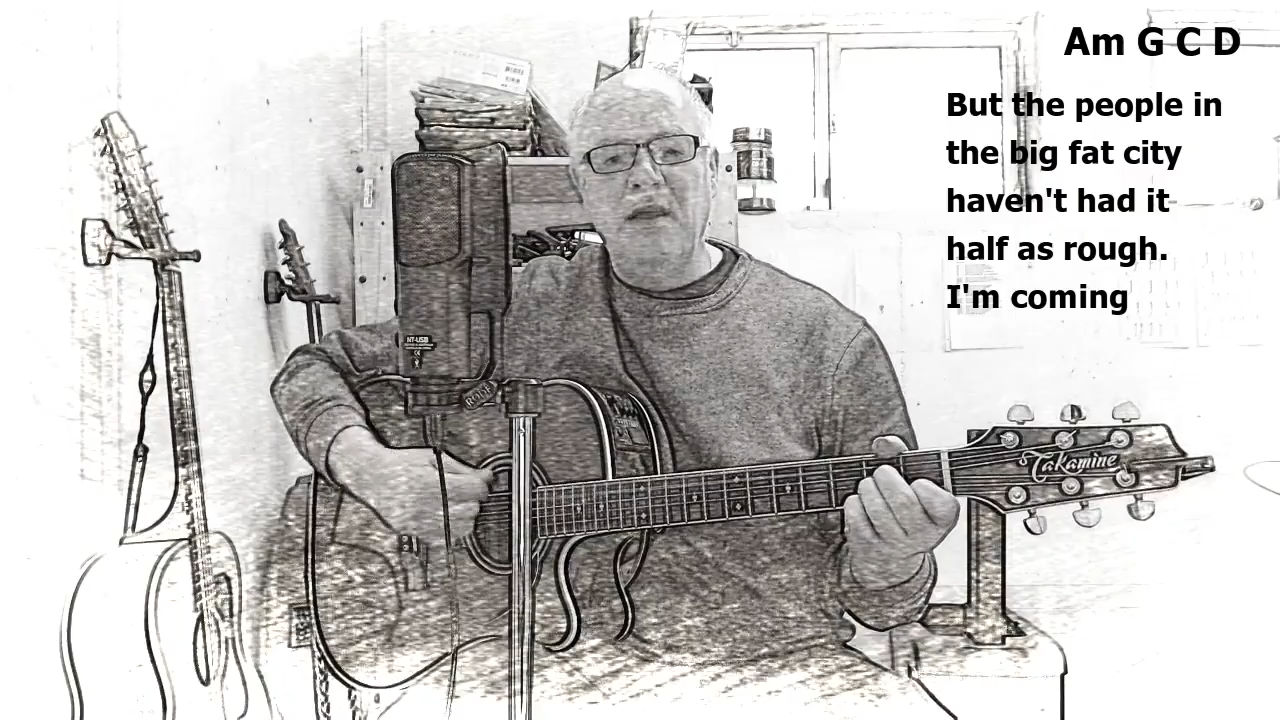 Am G C D
But the people in
the big fat city
haven't had it
half as rough.
I'm coming
NT-USB
RODE
Takamine